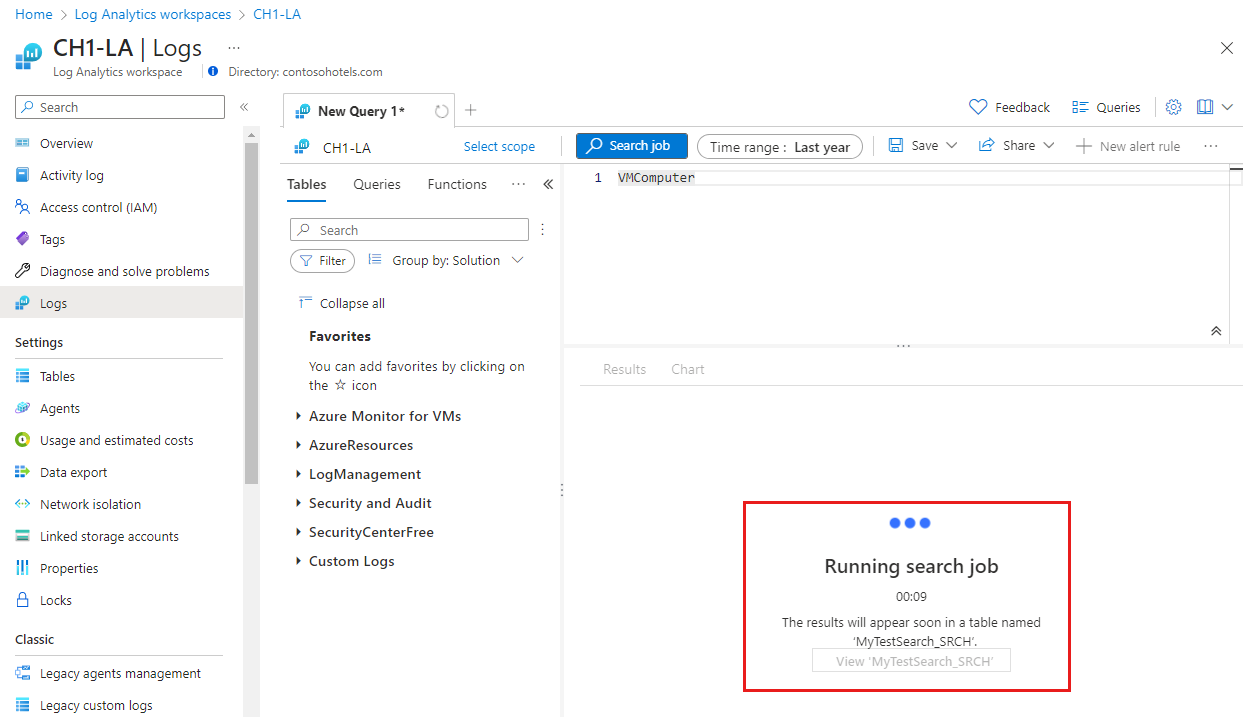 Home > Log Analytics workspaces > CH1-LA
CH1-LA | Logs ...
Log Analytics workspace
Directory: contosohotels.com
Search
Overview
Activity log
Access control (IAM)
Tags
Diagnose and solve problems
Logs
Settings
Tables
Agents
Usage and estimated costs
Data export
Network isolation
Linked storage accounts
Properties
Locks
Classic
Legacy agents management
Legacy custom logs
New Query 1*
Feedback
Queries
CH1-LA
Select scope
Search job
Time range : Last year
Save
Share
New alert rule
Tables
Queries
Functions
Search
Filter
Group by: Solution
Collapse all
Favorites
You can add favorites by clicking on
the ☆ icon
Azure Monitor for VMs
AzureResources
LogManagement
Security and Audit
SecurityCenterFree
Custom Logs
1 VMComputer
Results
Chart
Running search job
00:09
The results will appear soon in a table named
‘MyTestSearch_SRCH’.
View ‘MyTestSearch_SRCH’